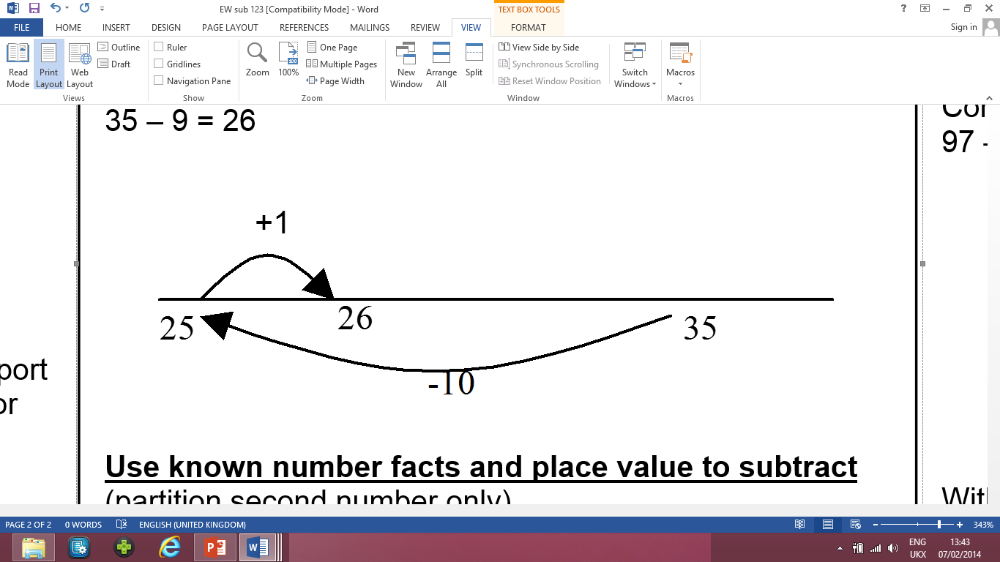 EW sub 123 [Compatibility Mode] - Word
TEXT BOX TOOLS
?
FILE HOME INSERT DESIGN PAGE LAYOUT REFERENCES MAILINGS REVIEW VIEW FORMAT Sign in
Read Mode
Print Layout
Web Layout
Outline
Draft
Views
Ruler
Gridlines
Navigation Pane
Show
Zoom
100
100%
One Page
Multiple Pages
Page Width
Zoom
New Window
Arrange All
Split
View Side by Side
Synchronous Scrolling
Reset Window Position
Window
Switch Windows
Macros
Macros
35 – 9 = 26
97 -
+1
25 26 35
-10
port
or
Use known number facts and place value to subtract
(partition second number only)
PAGE 2 OF 2 0 WORDS ENGLISH (UNITED KINGDOM) 343%
ENG 13:43
UKX 07/02/2014